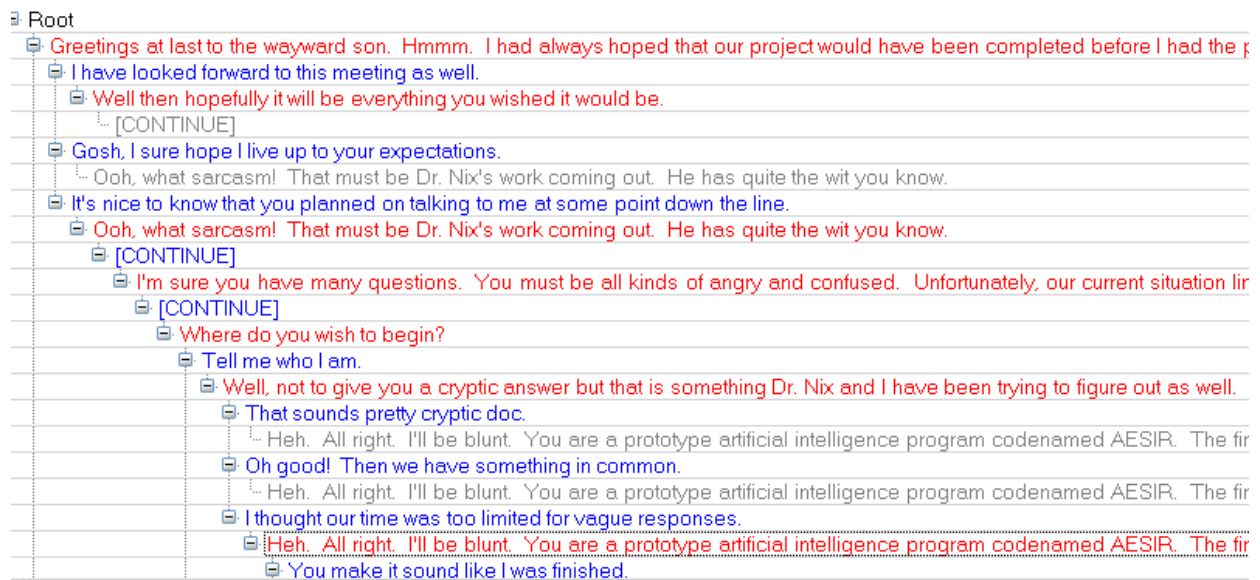 Root
Greetings at last to the wayward son. Hmmm. I had always hoped that our project would have been completed before I had the
I have looked forward to this meeting as well.
Well then hopefully it will be everything you wished it would be.
[CONTINUE]
Gosh, I sure hope I live up to your expectations.
Ooh, what sarcasm! That must be Dr. Nix's work coming out. He has quite the wit you know.
It's nice to know that you planned on talking to me at some point down the line.
Ooh, what sarcasm! That must be Dr. Nix's work coming out. He has quite the wit you know.
[CONTINUE]
I'm sure you have many questions. You must be all kinds of angry and confused. Unfortunately, our current situation
[CONTINUE]
Where do you wish to begin?
Tell me who I am.
Well, not to give you a cryptic answer but that is something Dr. Nix and I have been trying to figure out as well.
That sounds pretty cryptic doc.
Heh. All right. I'll be blunt. You are a prototype artificial intelligence program codenamed AESIR. The
Oh good! Then we have something in common.
Heh. All right. I'll be blunt. You are a prototype artificial intelligence program codenamed AESIR. The
I thought our time was too limited for vague responses.
Heh. All right. I'll be blunt. You are a prototype artificial intelligence program codenamed AESIR. The
You make it sound like I was finished.